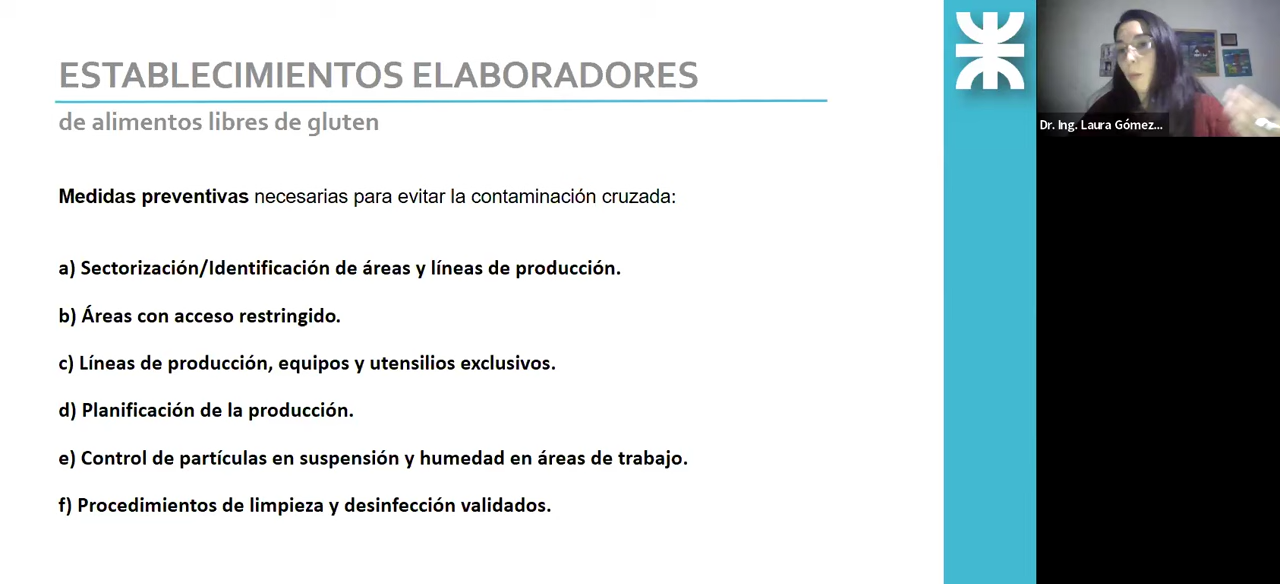 ESTABLECIMIENTOS ELABORADORES
de alimentos libres de gluten
Medidas preventivas necesarias para evitar la contaminación cruzada:
a) Sectorización/Identificación de áreas y líneas de producción.
b) Áreas con acceso restringido.
c) Líneas de producción, equipos y utensilios exclusivos.
d) Planificación de la producción.
e) Control de partículas en suspensión y humedad en áreas de trabajo.
f) Procedimientos de limpieza y desinfección validados.
Dr. Ing. Laura Gómez...